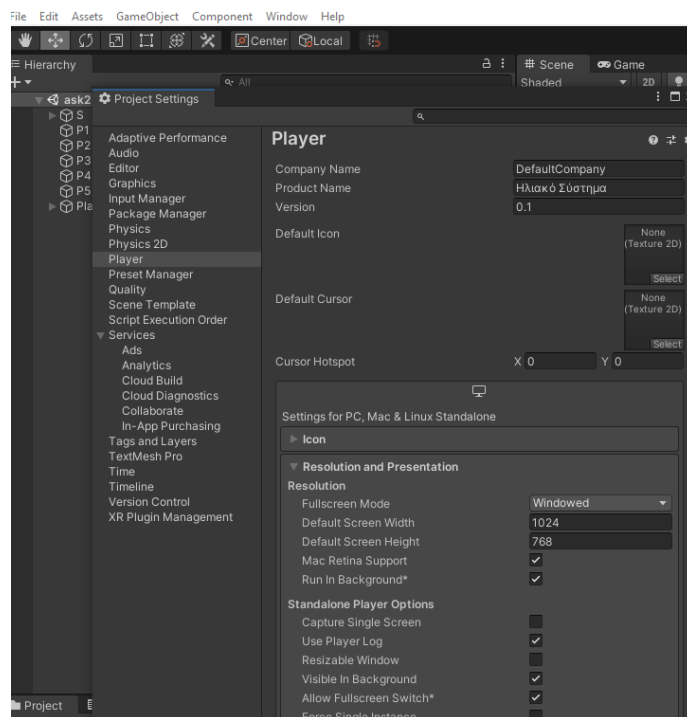 File Edit Assets GameObject Component Window Help
Center Local
Hierarchy
# Scene Game
All
Shaded 2D
ask2
Project Settings
S
P1
P2
P3
P4
P5
Pla
Adaptive Performance
Audio
Editor
Graphics
Input Manager
Package Manager
Physics
Physics 2D
Player
Preset Manager
Quality
Scene Template
Script Execution Order
Services
Ads
Analytics
Cloud Build
Cloud Diagnostics
Collaborate
In-App Purchasing
Tags and Layers
TextMesh Pro
Time
Timeline
Version Control
XR Plugin Management
Player
Company Name DefaultCompany
Product Name Ηλιακό Σύστημα
Version 0.1
Default Icon
None
(Texture 2D)
Select
Default Cursor
None
(Texture 2D)
Select
Cursor Hotspot X 0 Y 0
Settings for PC, Mac & Linux Standalone
Icon
Resolution and Presentation
Resolution
Fullscreen Mode Windowed
Default Screen Width 1024
Default Screen Height 768
Mac Retina Support
Run In Background*
Standalone Player Options
Capture Single Screen
Use Player Log
Resizable Window
Visible In Background
Allow Fullscreen Switch*
Force Single Instance
Project